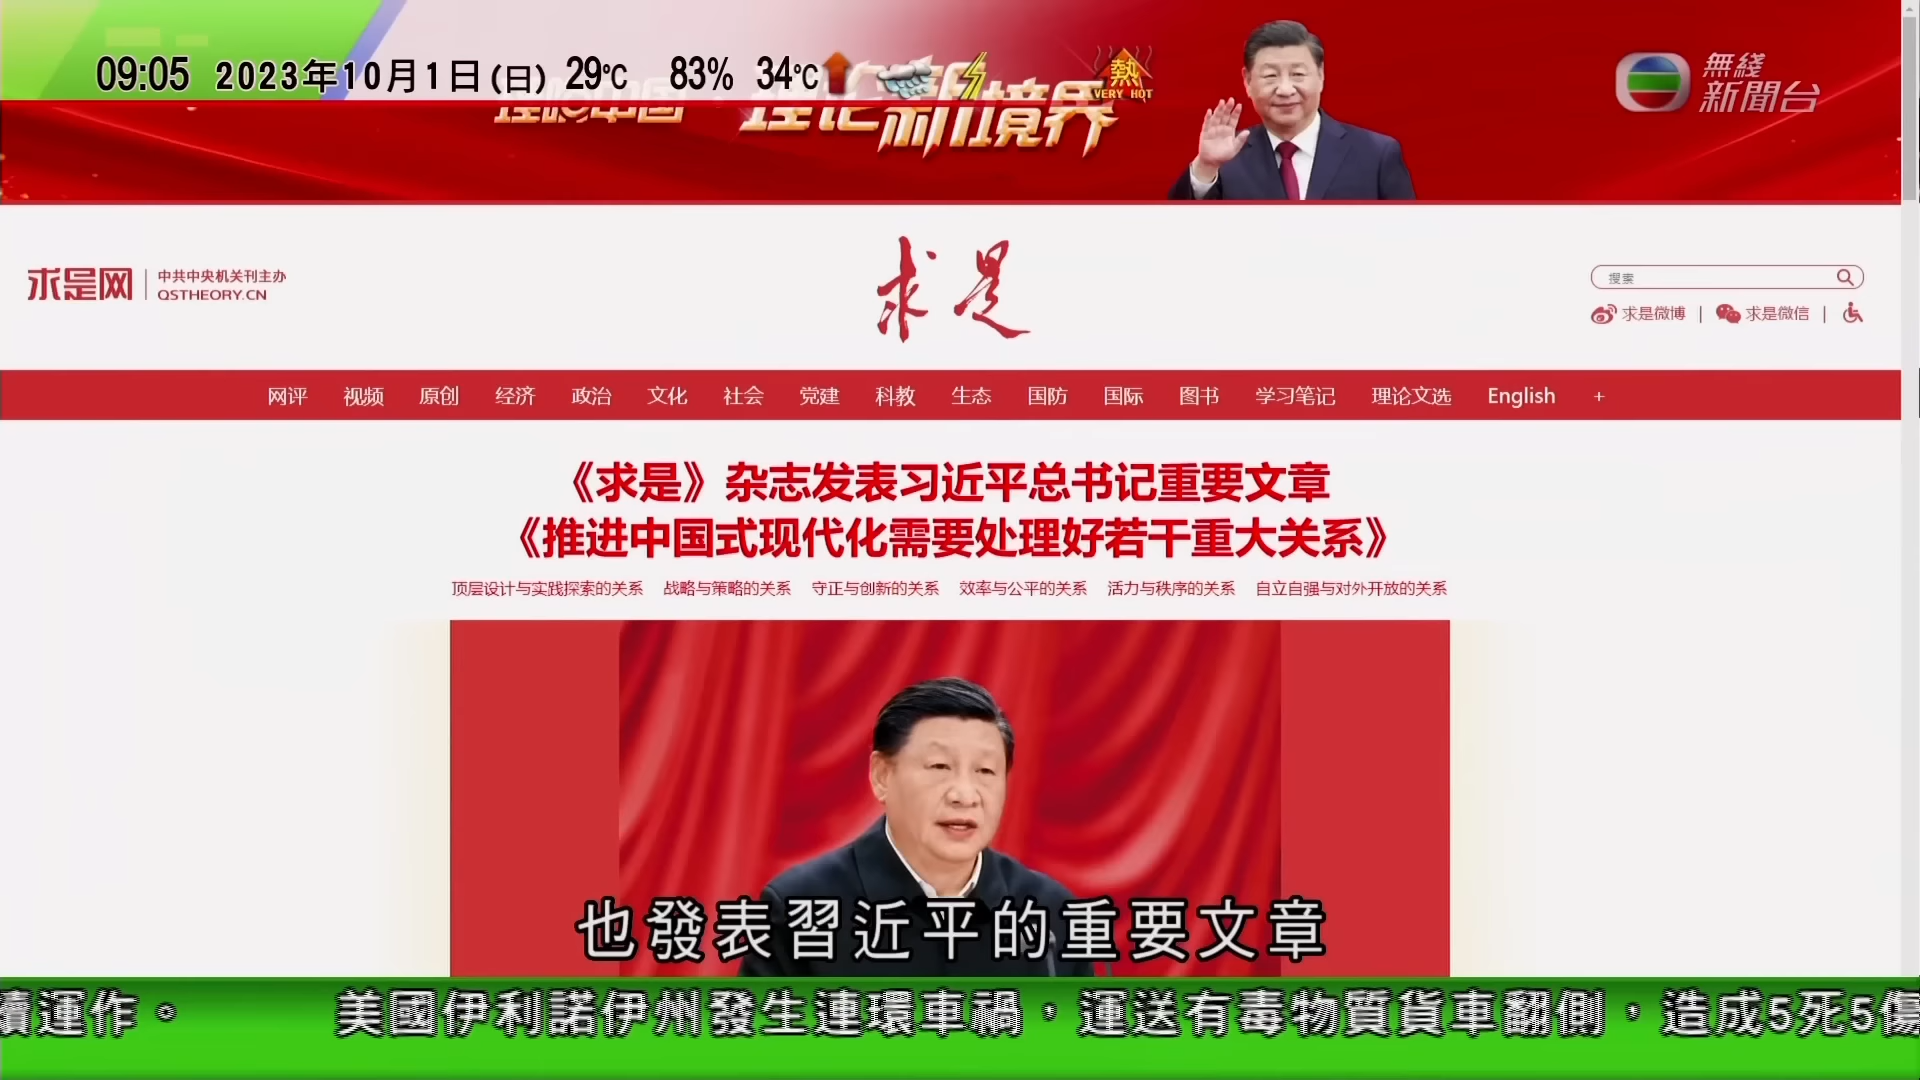 09:05 2023年10月1日(日) 29℃ 83% 34℃
熱
VERY HOT
無綫
新聞台
理论新境界
求是网
中共中央机关刊主办
QSTHEORY.CN
求是
搜索
求是微博 | 求是微信 |
网评 视频 原创 经济 政治 文化 社会 党建 科教 生态 国防 国际 图书 学习笔记 理论文选 English +
《求是》杂志发表习近平总书记重要文章
《推进中国式现代化需要处理好若干重大关系》
顶层设计与实践探索的关系 战略与策略的关系 守正与创新的关系 效率与公平的关系 活力与秩序的关系 自立自强与对外开放的关系
也發表習近平的重要文章
續運作。 美國伊利諾伊州發生連環車禍，運送有毒物質貨車翻側，造成5死5傷